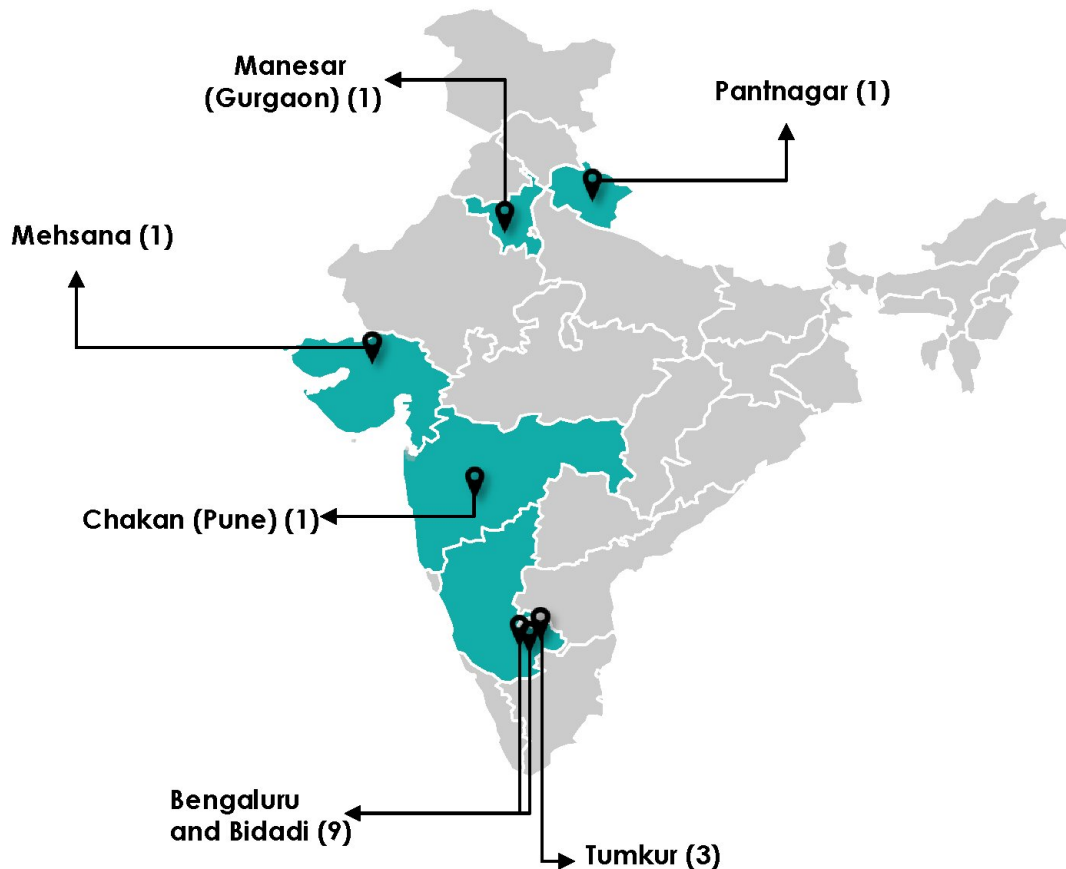 Manesar
(Gurgaon) (1)
Pantnagar (1)
Mehsana (1)
Chakan (Pune) (1)
Bengaluru
and Bidadi (9)
Tumkur (3)